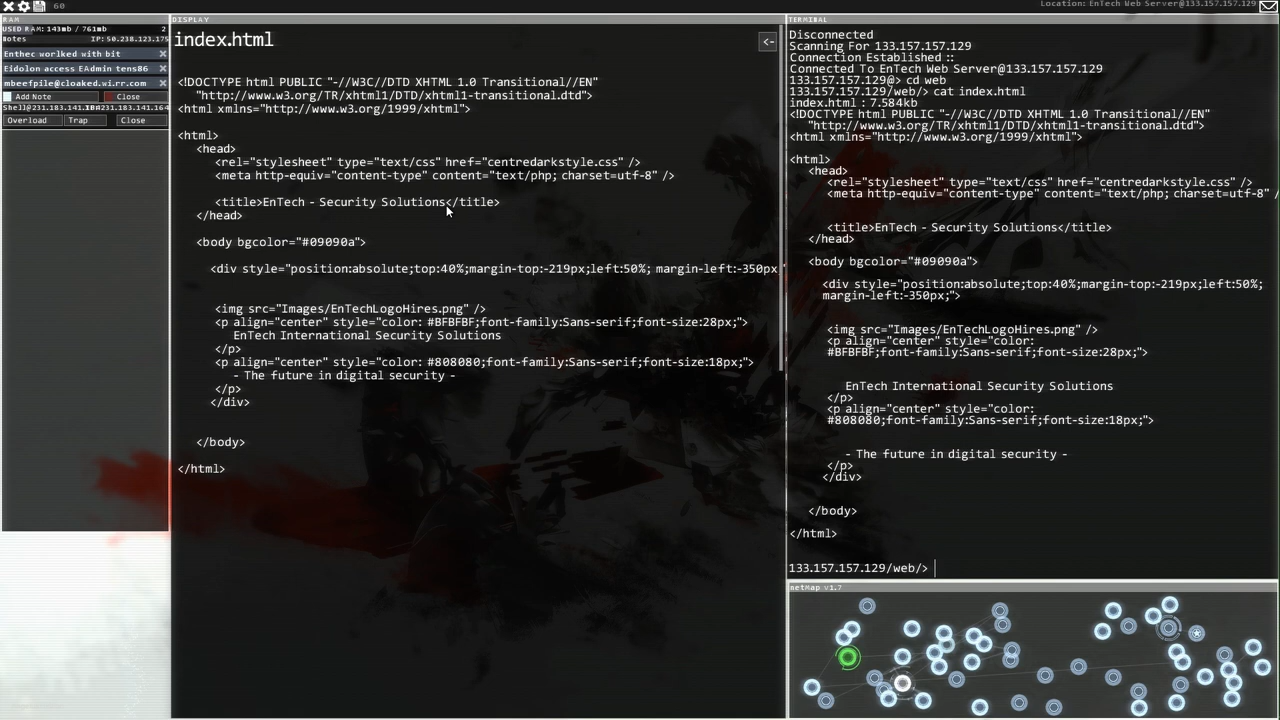 60
Location: EnTech Web Server@133.157.157.129
RAM
USED RAM: 143mb / 761mb 2
Notes IP: 50.238.123.175
Enthec worlked with bit
Eidolon access EAdmin tens86
mbeefpile@cloaked.wirr.com
Add Note Close
Overload Trap Close
DISPLAY
index.html
<-
<!DOCTYPE html PUBLIC "-//W3C//DTD XHTML 1.0 Transitional//EN"
"http://www.w3.org/TR/xhtml1/DTD/xhtml1-transitional.dtd">
<html xmlns="http://www.w3.org/1999/xhtml">
<html>
<head>
<rel="stylesheet" type="text/css" href="centredarkstyle.css" />
<meta http-equiv="content-type" content="text/php; charset=utf-8" />
<title>EnTech - Security Solutions</title>
</head>
<body bgcolor="#09090a">
<div style="position:absolute;top:40%;margin-top:-219px;left:50%; margin-left:-350px
<img src="Images/EnTechLogoHires.png" />
<p align="center" style="color: #BFBFBF;font-family:Sans-serif;font-size:28px;">
EnTech International Security Solutions
</p>
<p align="center" style="color: #808080;font-family:Sans-serif;font-size:18px;">
- The future in digital security -
</p>
</div>
</body>
</html>
TERMINAL
Disconnected
Scanning For 133.157.157.129
Connection Established ::
Connected To EnTech Web Server@133.157.157.129
133.157.157.129@> cd web
133.157.157.129/web/> cat index.html
index.html : 7.584kb
<!DOCTYPE html PUBLIC "-//W3C//DTD XHTML 1.0 Transitional//EN"
"http://www.w3.org/TR/xhtml1/DTD/xhtml1-transitional.dtd">
<html xmlns="http://www.w3.org/1999/xhtml">
<html>
<head>
<rel="stylesheet" type="text/css" href="centredarkstyle.css" />
<meta http-equiv="content-type" content="text/php; charset=utf-8" /
<title>EnTech - Security Solutions</title>
</head>
<body bgcolor="#09090a">
<div style="position:absolute;top:40%;margin-top:-219px;left:50%;
margin-left:-350px;">
<img src="Images/EnTechLogoHires.png" />
<p align="center" style="color:
#BFBFBF;font-family:Sans-serif;font-size:28px;">
EnTech International Security Solutions
</p>
<p align="center" style="color:
#808080;font-family:Sans-serif;font-size:18px;">
- The future in digital security -
</p>
</div>
</body>
</html>
133.157.157.129/web/>
netMap v1.7